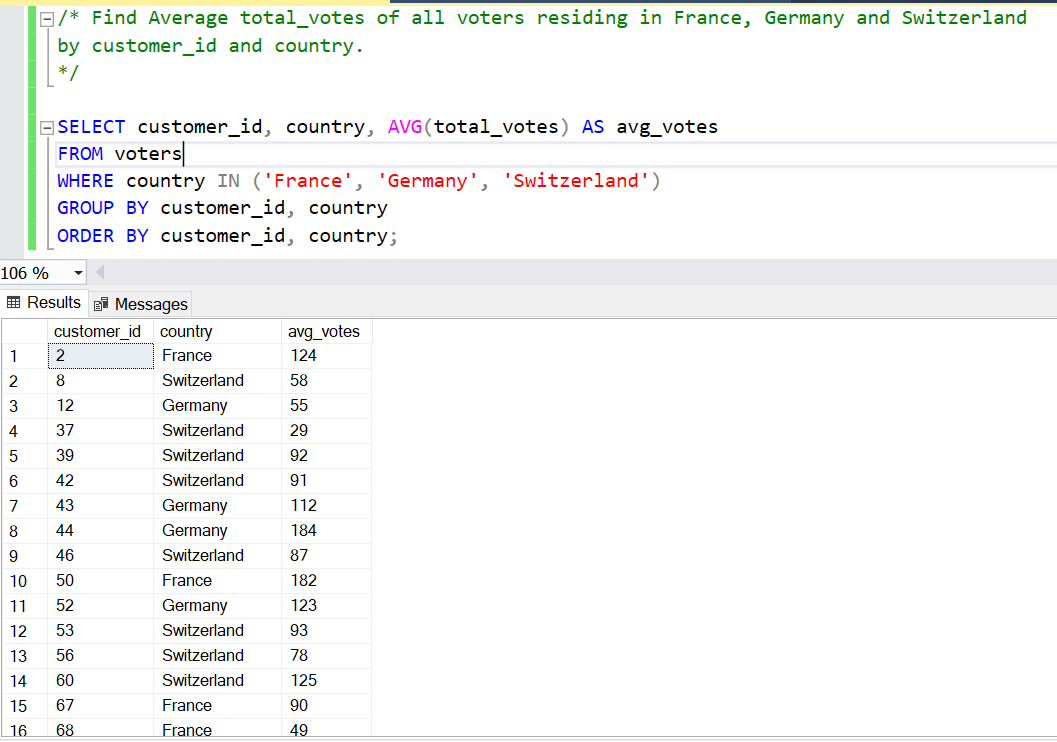 /* Find Average total_votes of all voters residing in France, Germany and Switzerland
by customer_id and country.
*/
SELECT customer_id, country, AVG(total_votes) AS avg_votes
FROM voters
WHERE country IN ('France', 'Germany', 'Switzerland')
GROUP BY customer_id, country
ORDER BY customer_id, country;
106 %
Results Messages
customer_id country avg_votes
1 2 France 124
2 8 Switzerland 58
3 12 Germany 55
4 37 Switzerland 29
5 39 Switzerland 92
6 42 Switzerland 91
7 43 Germany 112
8 44 Germany 184
9 46 Switzerland 87
10 50 France 182
11 52 Germany 123
12 53 Switzerland 93
13 56 Switzerland 78
14 60 Switzerland 125
15 67 France 90
16 68 France 49